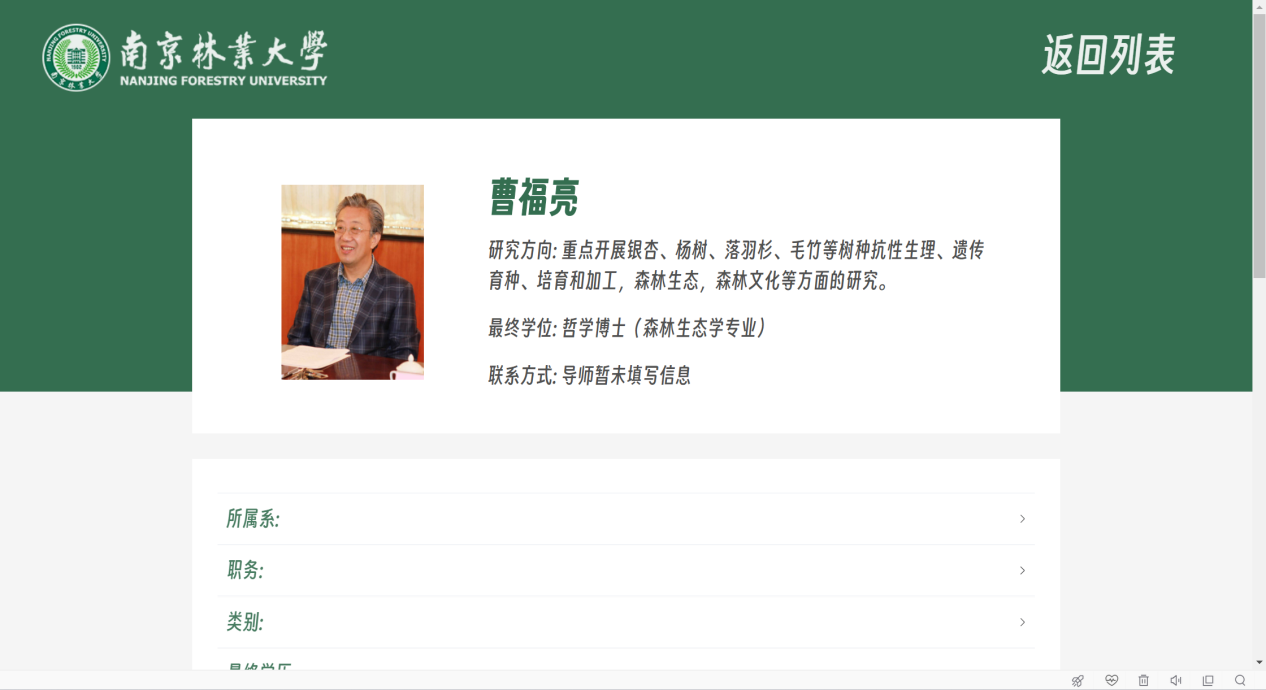 南京林業大學
NANJING FORESTRY UNIVERSITY
返回列表
曹福亮
研究方向: 重点开展银杏、杨树、落羽杉、毛竹等树种抗性生理、遗传
育种、培育和加工，森林生态，森林文化等方面的研究。
最终学位: 哲学博士（森林生态学专业）
联系方式: 导师暂未填写信息
所属系:
职务:
类别:
最终学历